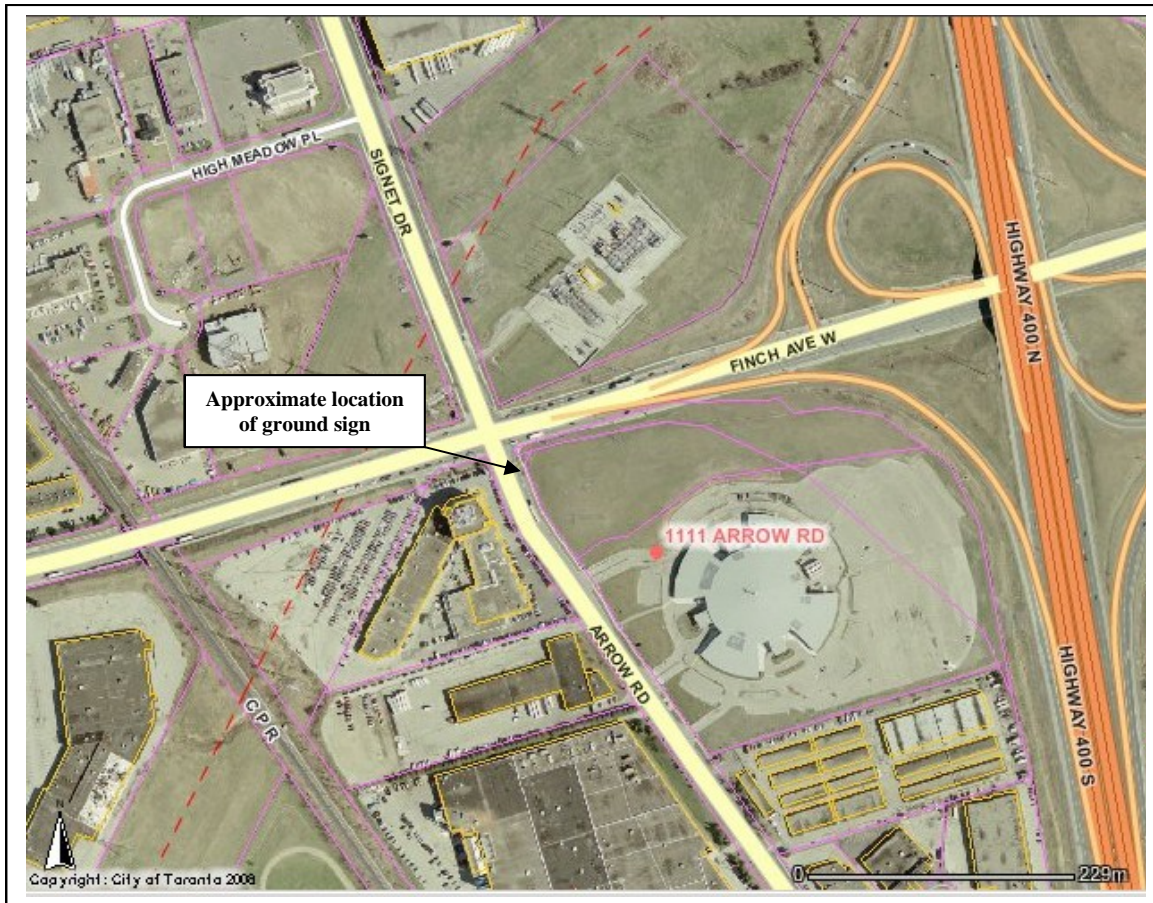 HIGH MEADOW PL
SIGNET DR
HIGHWAY 400 N
FINCH AVE W
Approximate location
of ground sign
1111 ARROW RD
ARROW RD
C P R
HIGHWAY 400 S
N
Copyright : City of Toronto 2008
0 229m